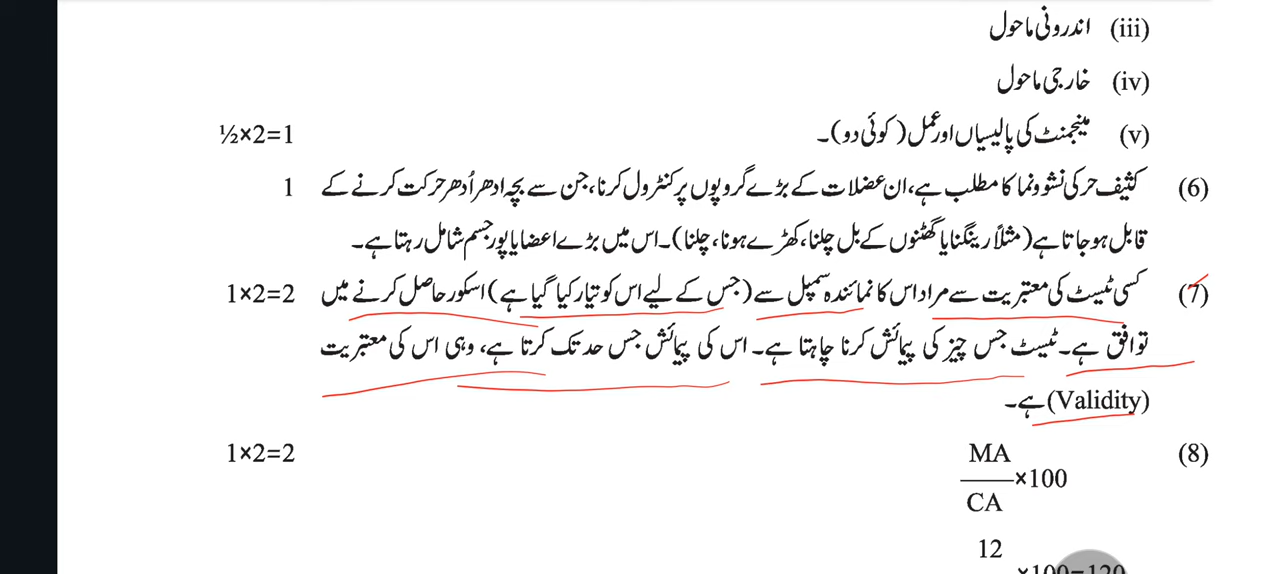 (iii) اندرونی ماحول
(iv) خارجی ماحول
(v) مینجمنٹ کی پالیسیاں اور عمل (کوئی دو)۔ ½×2=1
(6) کثیف حرکی نشوونما کا مطلب ہے، ان عضلات کے بڑے گروپوں پر کنٹرول کرنا، جن سے بچہ ادھر اُدھر حرکت کرنے کے 1
قابل ہوجاتا ہے (مثلاً رینگنا یا گھٹنوں کے بل چلنا، کھڑے ہونا، چلنا)۔ اس میں بڑے اعضا یا پور جسم شامل رہتا ہے۔
(7) کسی ٹیسٹ کی معتبریت سے مراد اس کا نمائندہ سمپل سے (جس کے لیے اس کو تیار کیا گیا ہے) اسکور حاصل کرنے میں 1×2=2
توافق ہے۔ ٹیسٹ جس چیز کی پیمائش کرنا چاہتا ہے۔ اس کی پیمائش جس حد تک کرتا ہے، وہی اس کی معتبریت
(Validity) ہے۔
(8) MA 1×2=2
×100
CA
12
×100=120